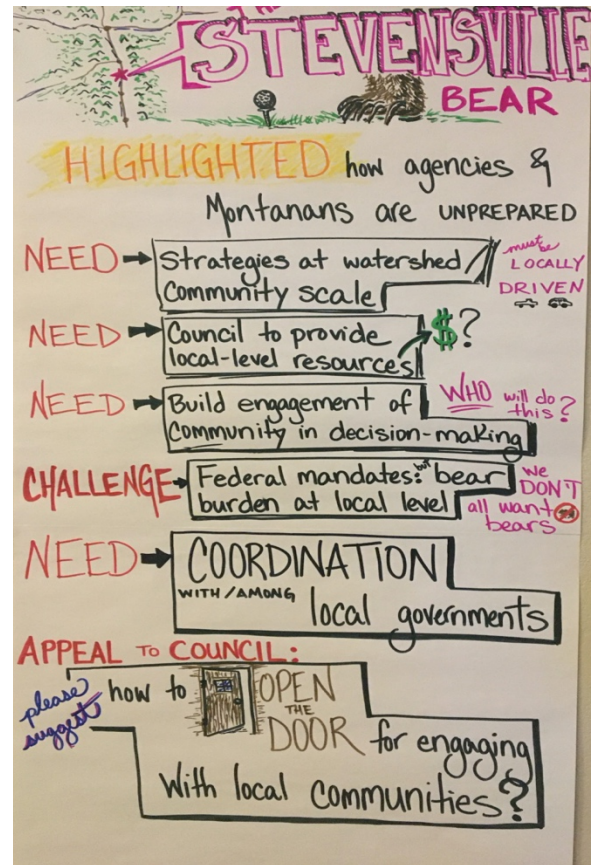 STEVENSVILLE
BEAR
HIGHLIGHTED how agencies &
Montanans are UNPREPARED
NEED → Strategies at watershed /
Community scale
must be
LOCALLY
DRIVEN
NEED → Council to provide
local-level resources → $?
NEED → Build engagement of
Community in decision-making
WHO will do
this?
CHALLENGE → Federal mandates: but bear
burden at local level
we
DON'T
all want
bears
NEED → COORDINATION
WITH/AMONG local governments
APPEAL TO COUNCIL:
please
suggest
how to OPEN
THE
DOOR for engaging
with local communities?